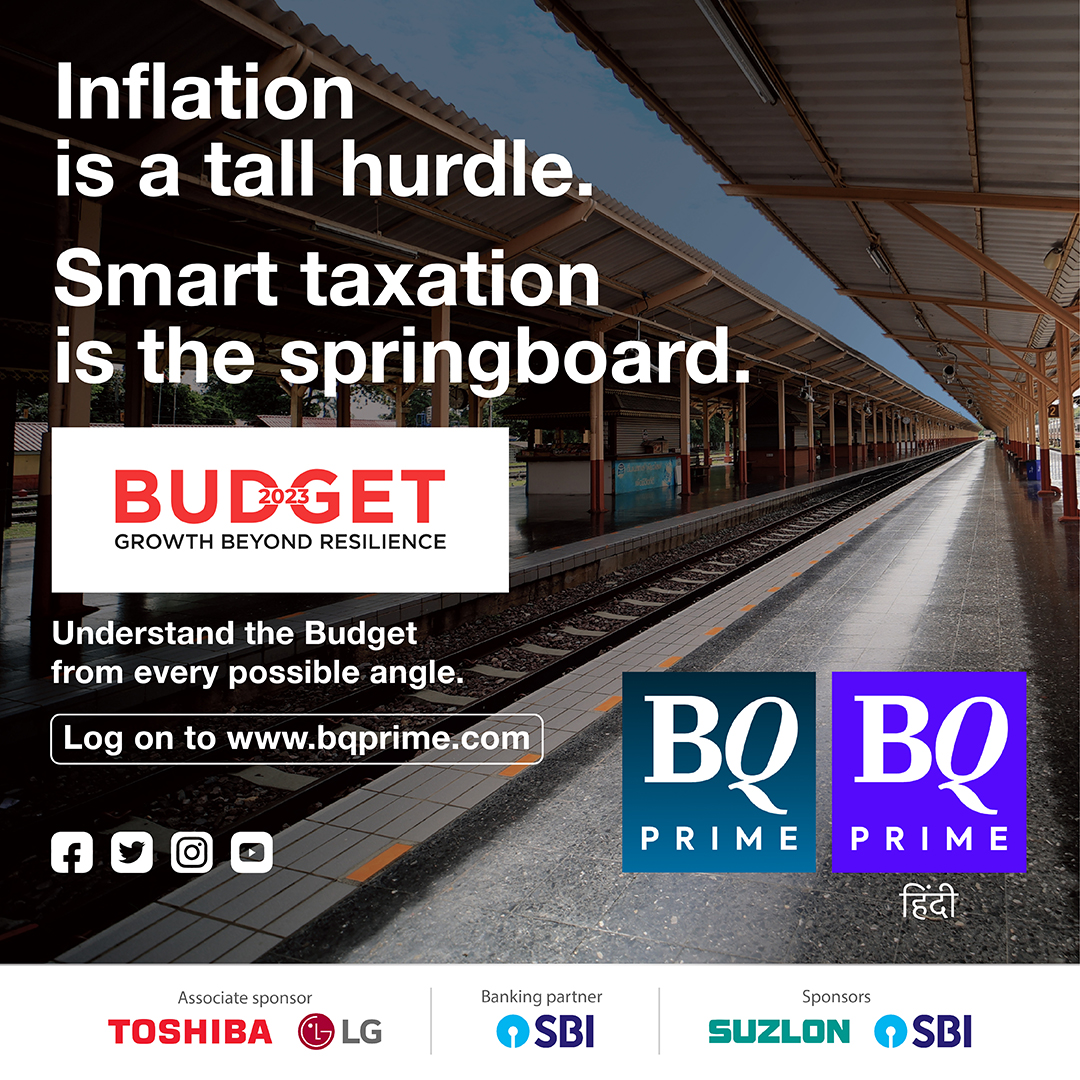 Inflation
is a tall hurdle.
Smart taxation
is the springboard.
BUDGET
2023
GROWTH BEYOND RESILIENCE
Understand the Budget
from every possible angle.
Log on to www.bqprime.com
BQ
PRIME
BQ
PRIME
हिंदी
Associate sponsor
TOSHIBA LG
Banking partner
SBI
Sponsors
SUZLON SBI